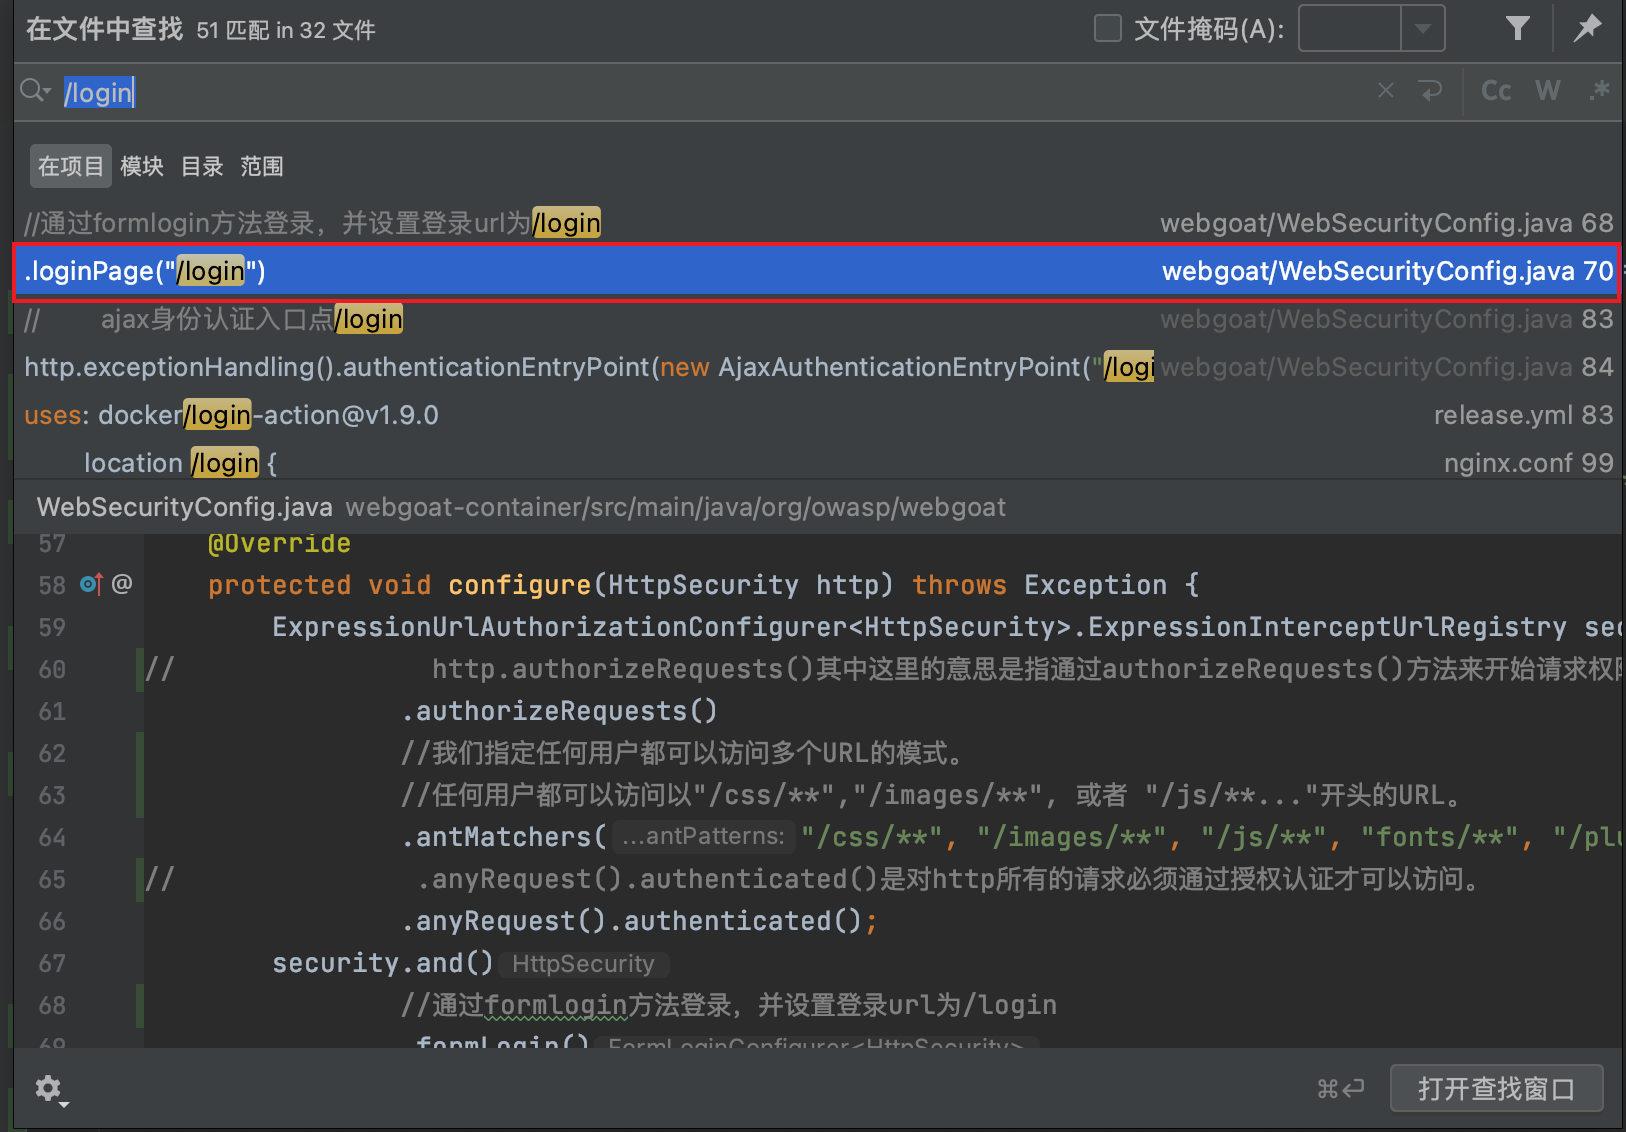 在文件中查找 51 匹配 in 32 文件 文件掩码(A):
/login Cc W .*
在项目 模块 目录 范围
//通过formlogin方法登录，并设置登录url为/login webgoat/WebSecurityConfig.java 68
.loginPage("/login") webgoat/WebSecurityConfig.java 70
// ajax身份认证入口点/login webgoat/WebSecurityConfig.java 83
http.exceptionHandling().authenticationEntryPoint(new AjaxAuthenticationEntryPoint("/logi webgoat/WebSecurityConfig.java 84
uses: docker/login-action@v1.9.0 release.yml 83
location /login { nginx.conf 99
WebSecurityConfig.java webgoat-container/src/main/java/org/owasp/webgoat
57 @Override
58 @ protected void configure(HttpSecurity http) throws Exception {
59 ExpressionUrlAuthorizationConfigurer<HttpSecurity>.ExpressionInterceptUrlRegistry sec
60 // http.authorizeRequests()其中这里的意思是指通过authorizeRequests()方法来开始请求权限
61 .authorizeRequests()
62 //我们指定任何用户都可以访问多个URL的模式。
63 //任何用户都可以访问以"/css/**","/images/**", 或者 "/js/**..."开头的URL。
64 .antMatchers( ...antPatterns: "/css/**", "/images/**", "/js/**", "fonts/**", "/plu
65 // .anyRequest().authenticated()是对http所有的请求必须通过授权认证才可以访问。
66 .anyRequest().authenticated();
67 security.and() HttpSecurity
68 //通过formlogin方法登录，并设置登录url为/login
69 .formLogin() FormLoginConfigurer<HttpSecurity>
⌘↩ 打开查找窗口